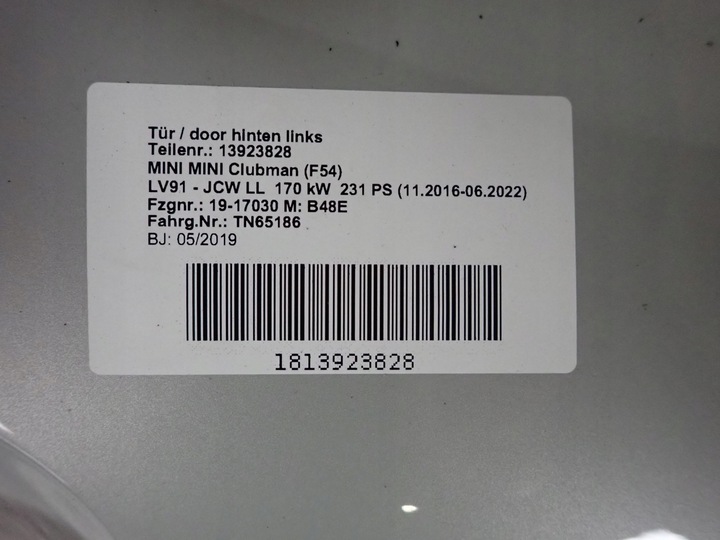 Tür / door hinten links
Teilenr.: 13923828
MINI MINI Clubman (F54)
LV91 - JCW LL 170 kW 231 PS (11.2016-06.2022)
Fzgnr.: 19-17030 M: B48E
Fahrg.Nr.: TN65186
BJ: 05/2019
1813923828